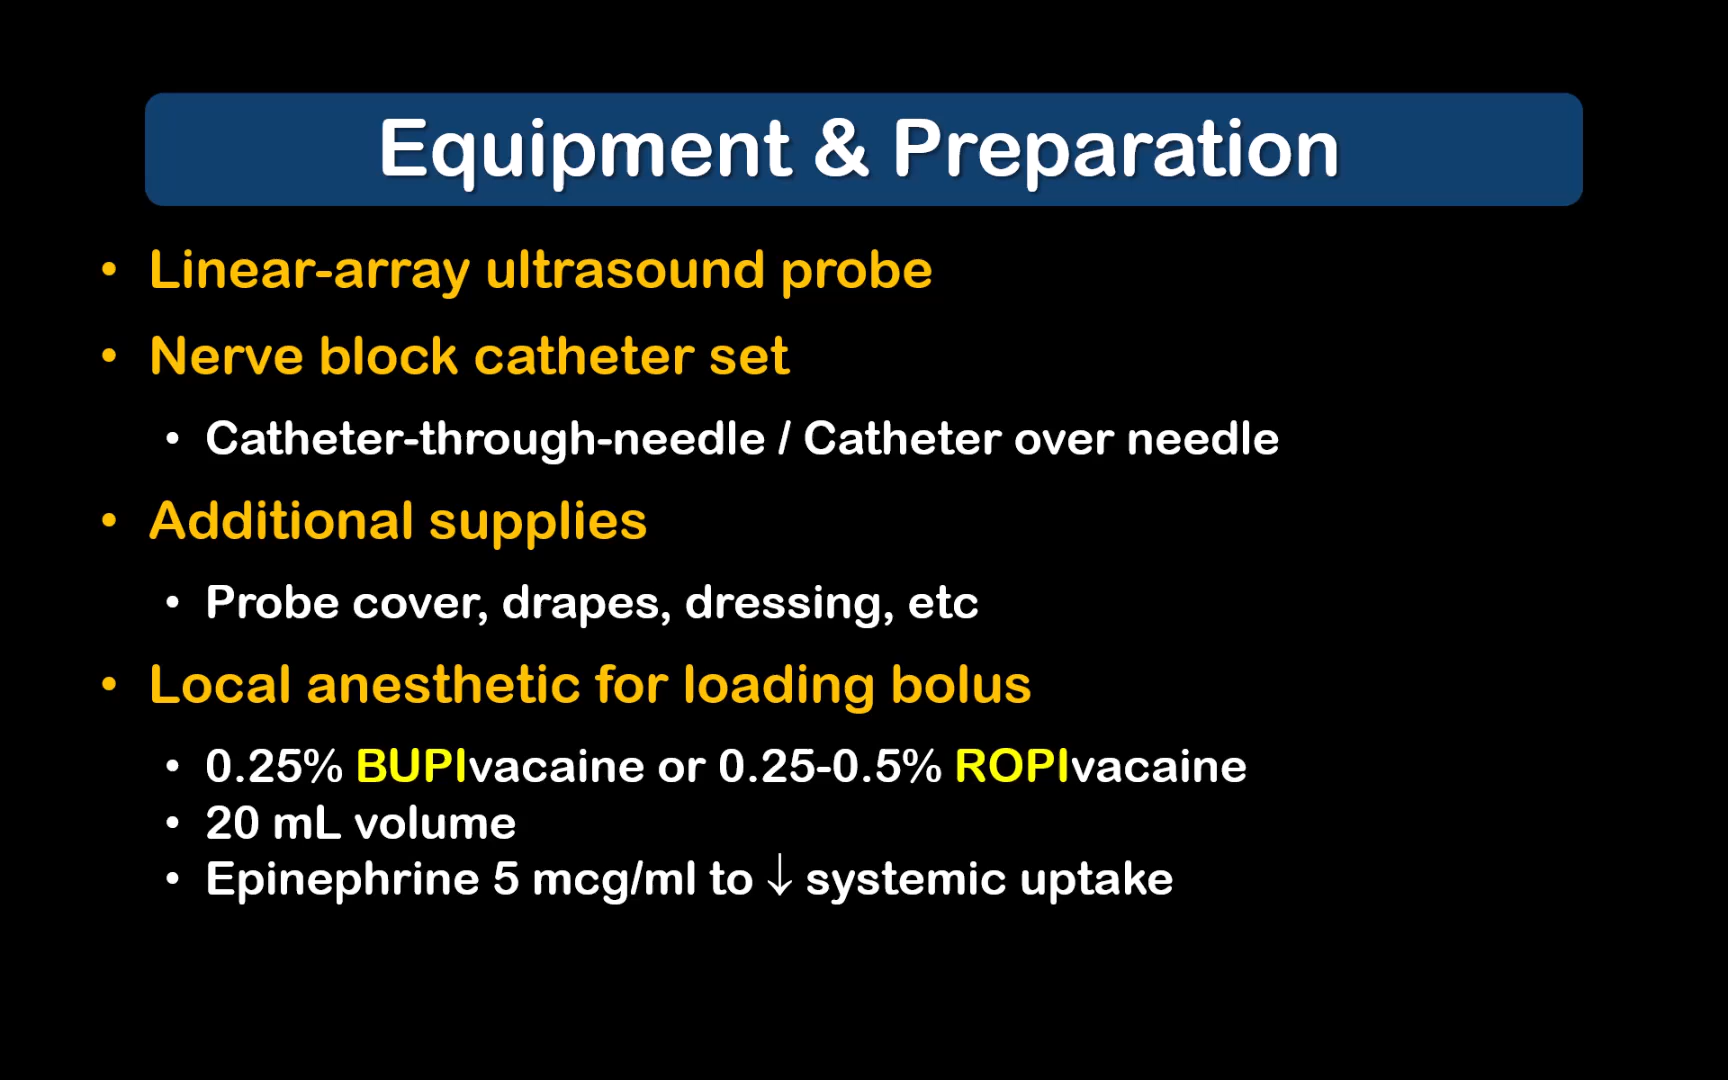 Equipment & Preparation
• Linear-array ultrasound probe
• Nerve block catheter set
• Catheter-through-needle / Catheter over needle
• Additional supplies
• Probe cover, drapes, dressing, etc
• Local anesthetic for loading bolus
• 0.25% BUPIvacaine or 0.25-0.5% ROPIvacaine
• 20 mL volume
• Epinephrine 5 mcg/ml to ↓ systemic uptake